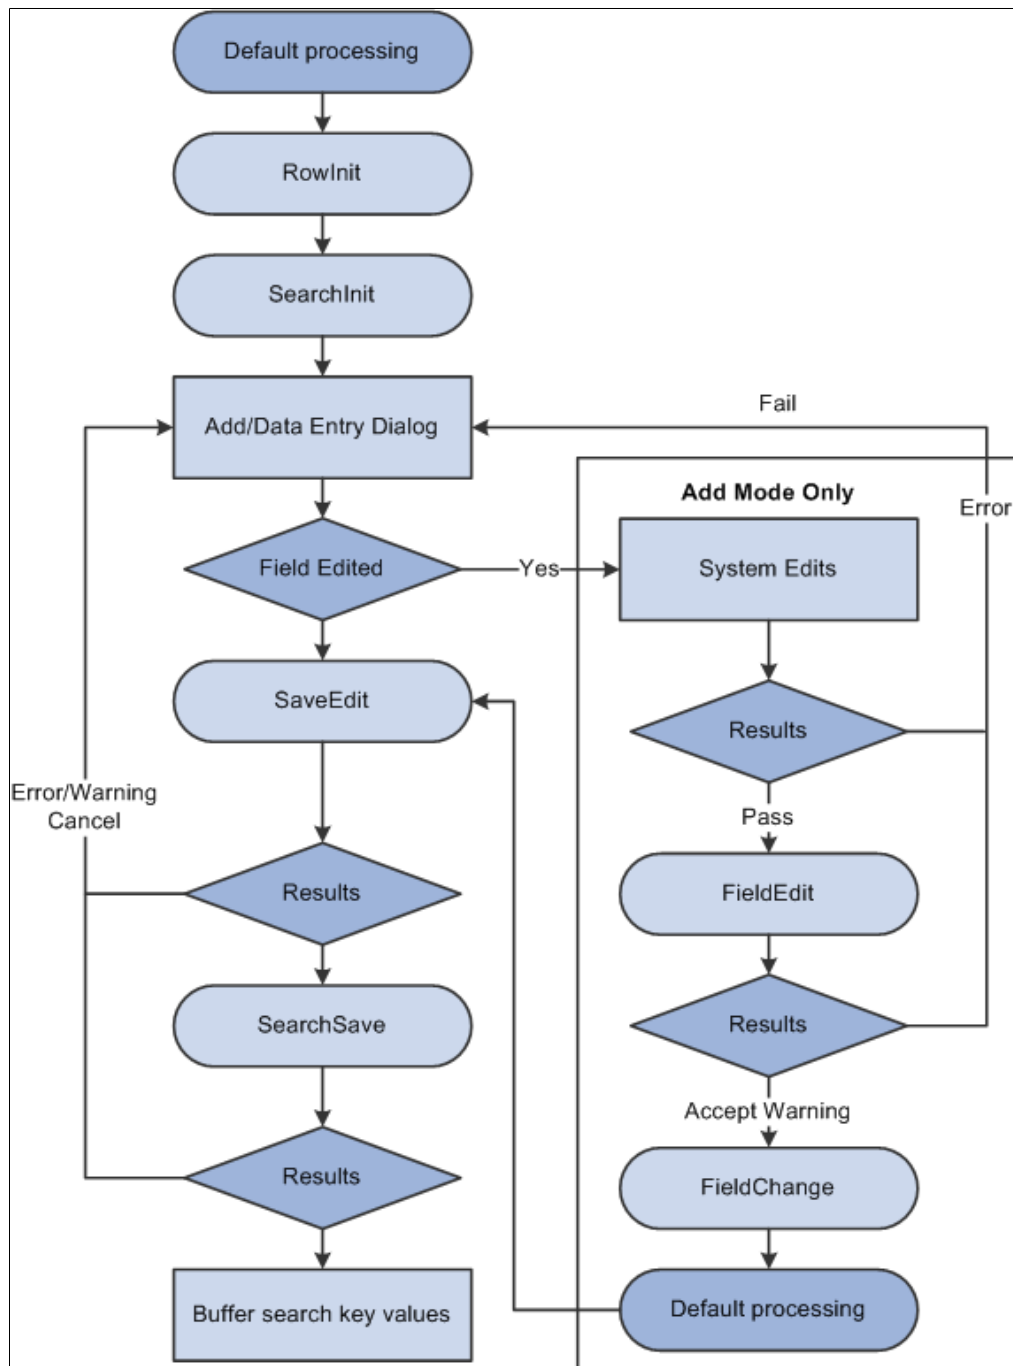 Default processing
RowInit
SearchInit
Add/Data Entry Dialog
Fail
Add Mode Only
Error
Field Edited
Yes
System Edits
SaveEdit
Results
Error/Warning
Cancel
Pass
Results
FieldEdit
SearchSave
Results
Accept Warning
Results
FieldChange
Buffer search key values
Default processing